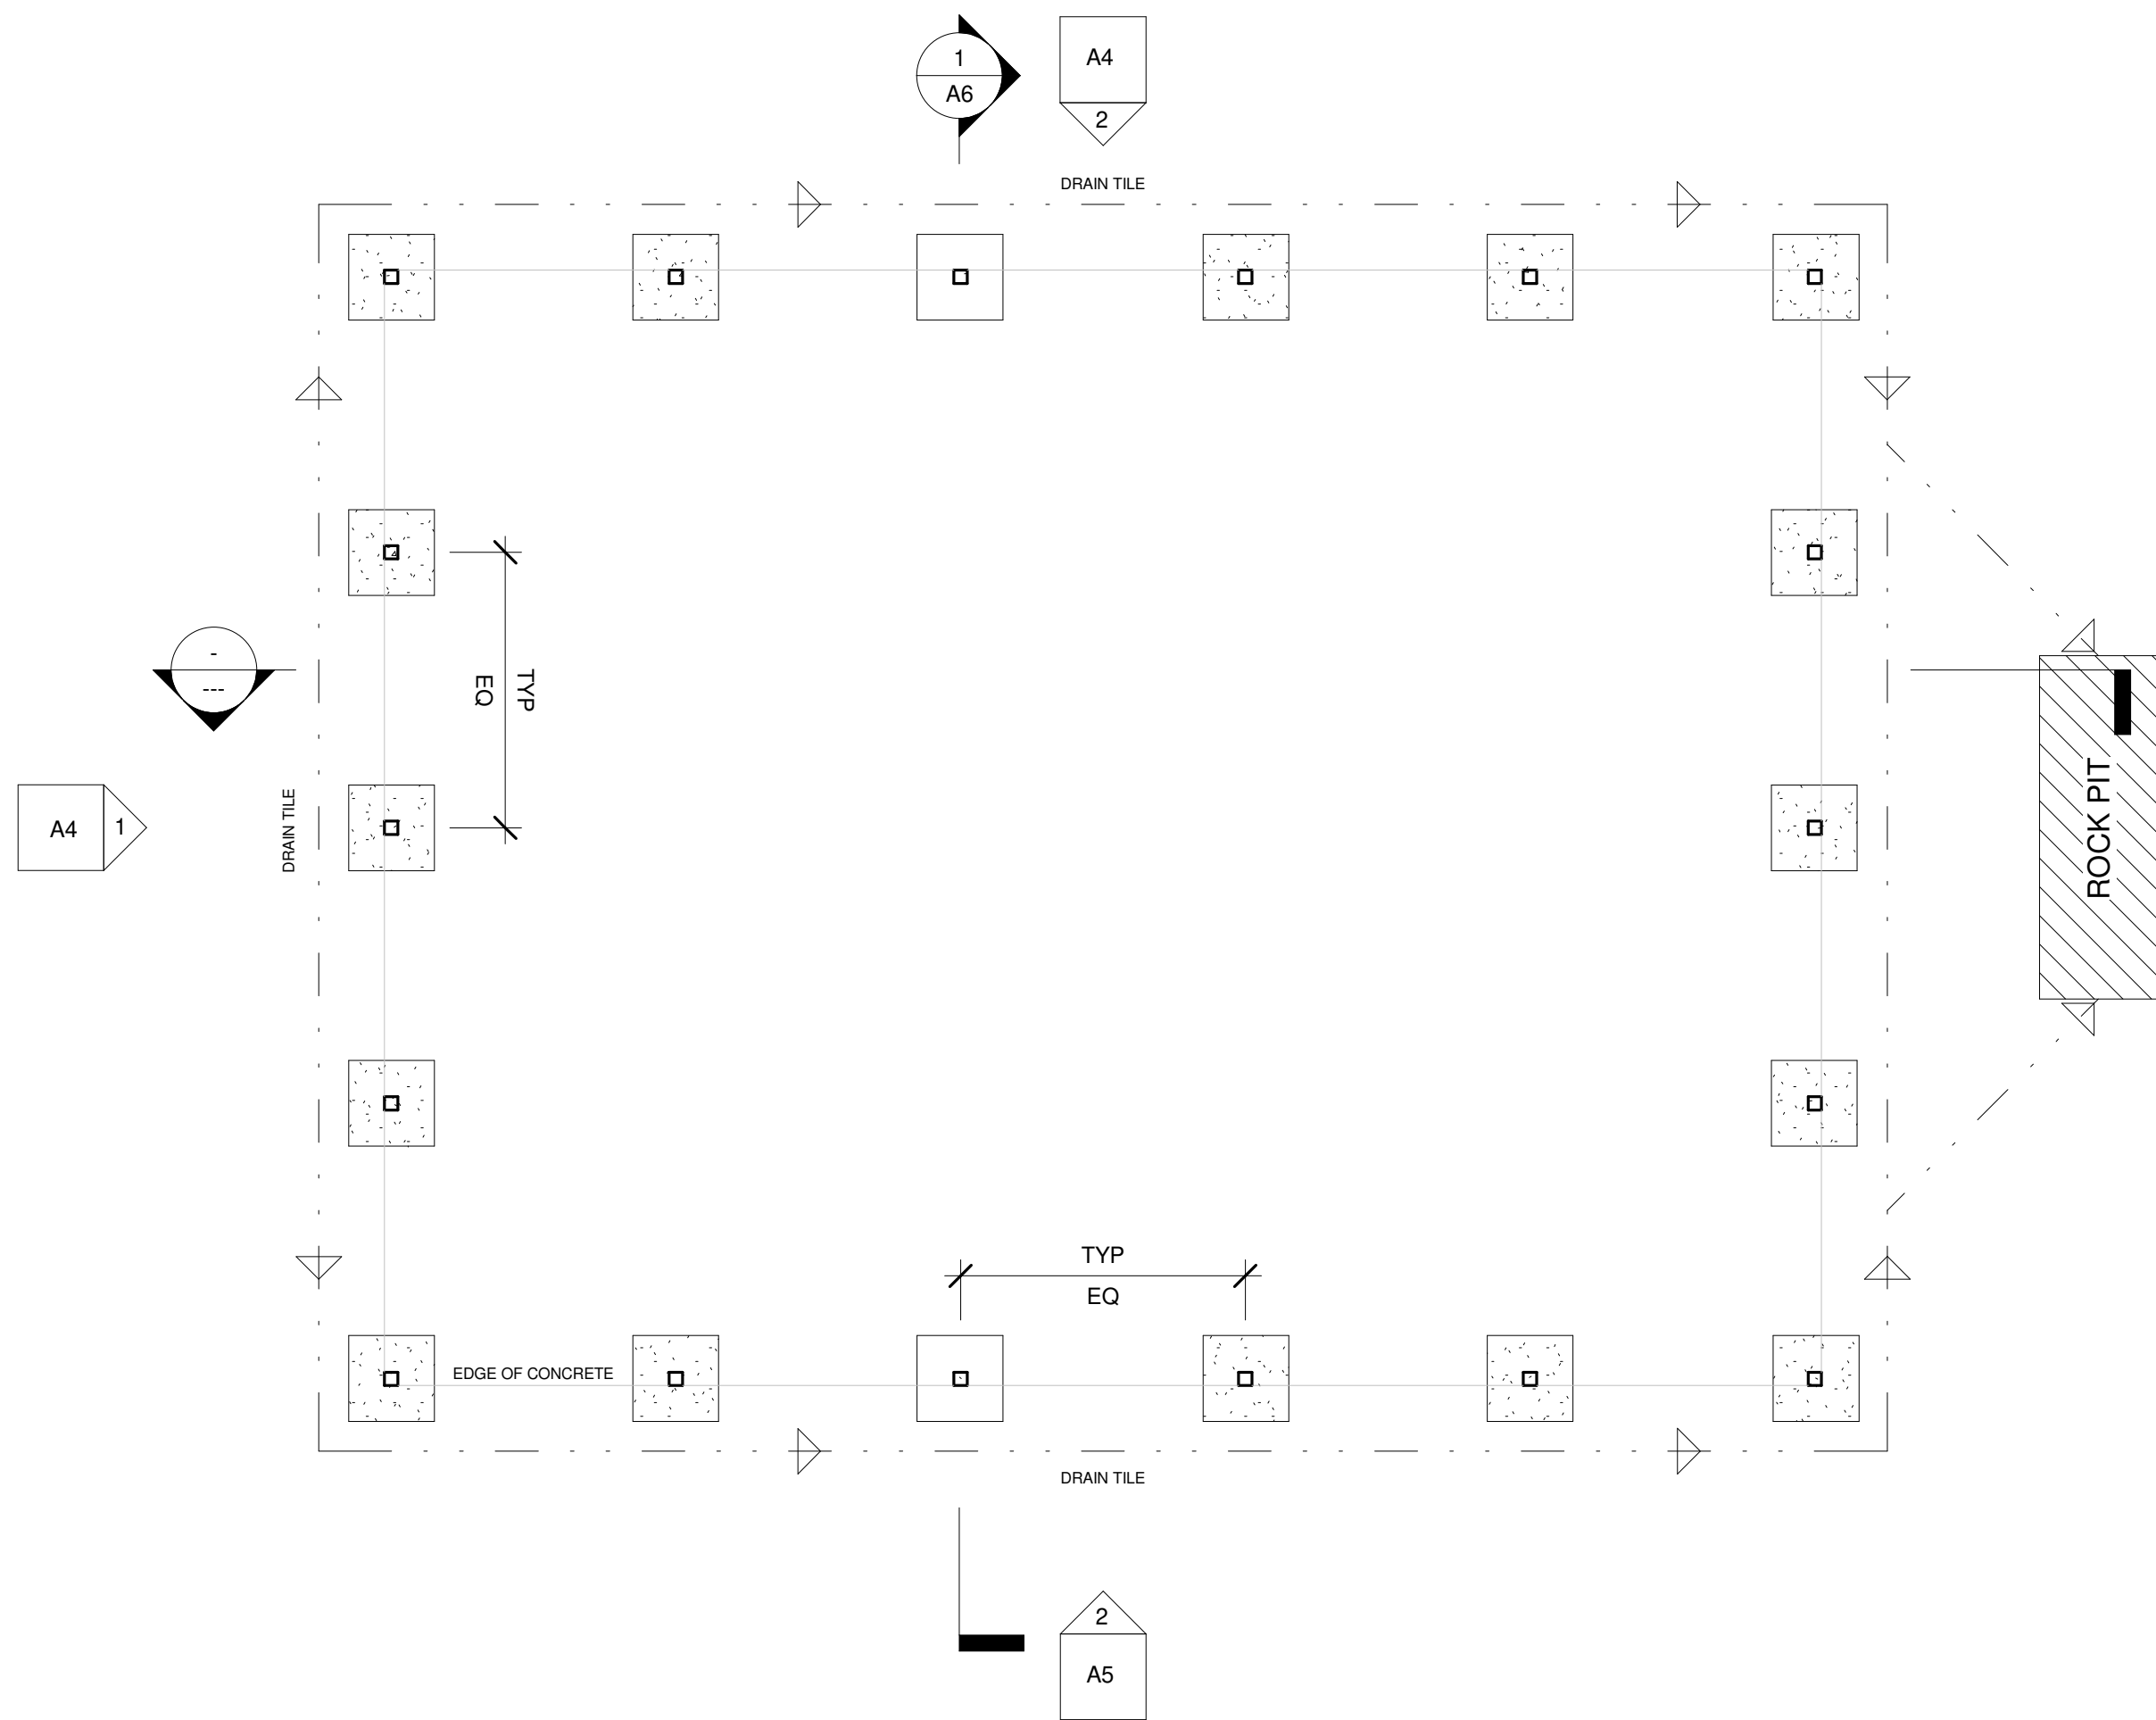 1
A6
A4
2
DRAIN TILE
-
---
TYP
EQ
A4
1
DRAIN TILE
ROCK PIT
TYP
EQ
EDGE OF CONCRETE
DRAIN TILE
2
A5